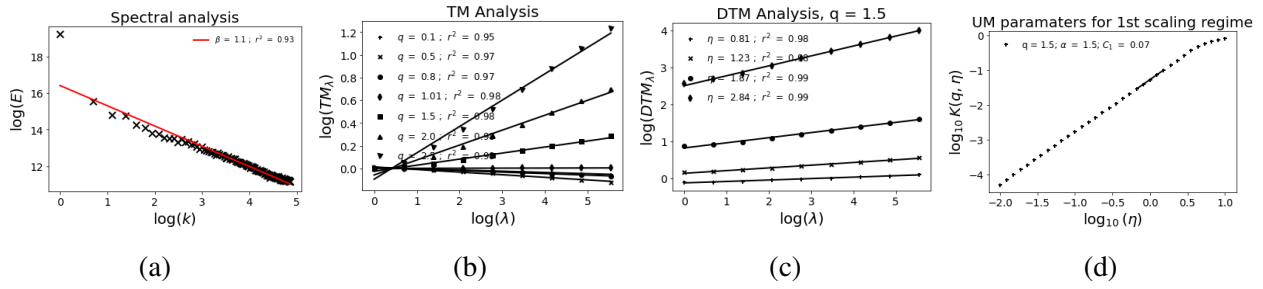 Spectral analysis
β = 1.1 ; r² = 0.93
log(E)
18
16
14
12
0
1
2
3
4
5
log(k)
(a)
TM Analysis
q = 0.1 ; r² = 0.95
q = 0.5 ; r² = 0.97
q = 0.8 ; r² = 0.97
q = 1.01 ; r² = 0.98
q = 1.5 ; r² = 0.98
q = 2.0 ;
log(TM_λ)
1.2
1.0
0.8
0.6
0.4
0.2
0.0
0
1
2
3
4
5
log(λ)
(b)
DTM Analysis, q = 1.5
η = 0.81 ; r² = 0.98
η = 1.23 ; r² = 0.98
η = 1.87 ; r² = 0.99
η = 2.84 ; r² = 0.99
log(DTM_λ)
4
3
2
1
0
0
1
2
3
4
5
log(λ)
(c)
UM paramaters for 1st scaling regime
q = 1.5; α = 1.5; C₁ = 0.07
log₁₀ K(q, η)
0
−1
−2
−3
−4
−2.0
−1.5
−1.0
−0.5
0.0
0.5
1.0
log₁₀ (η)
(d)